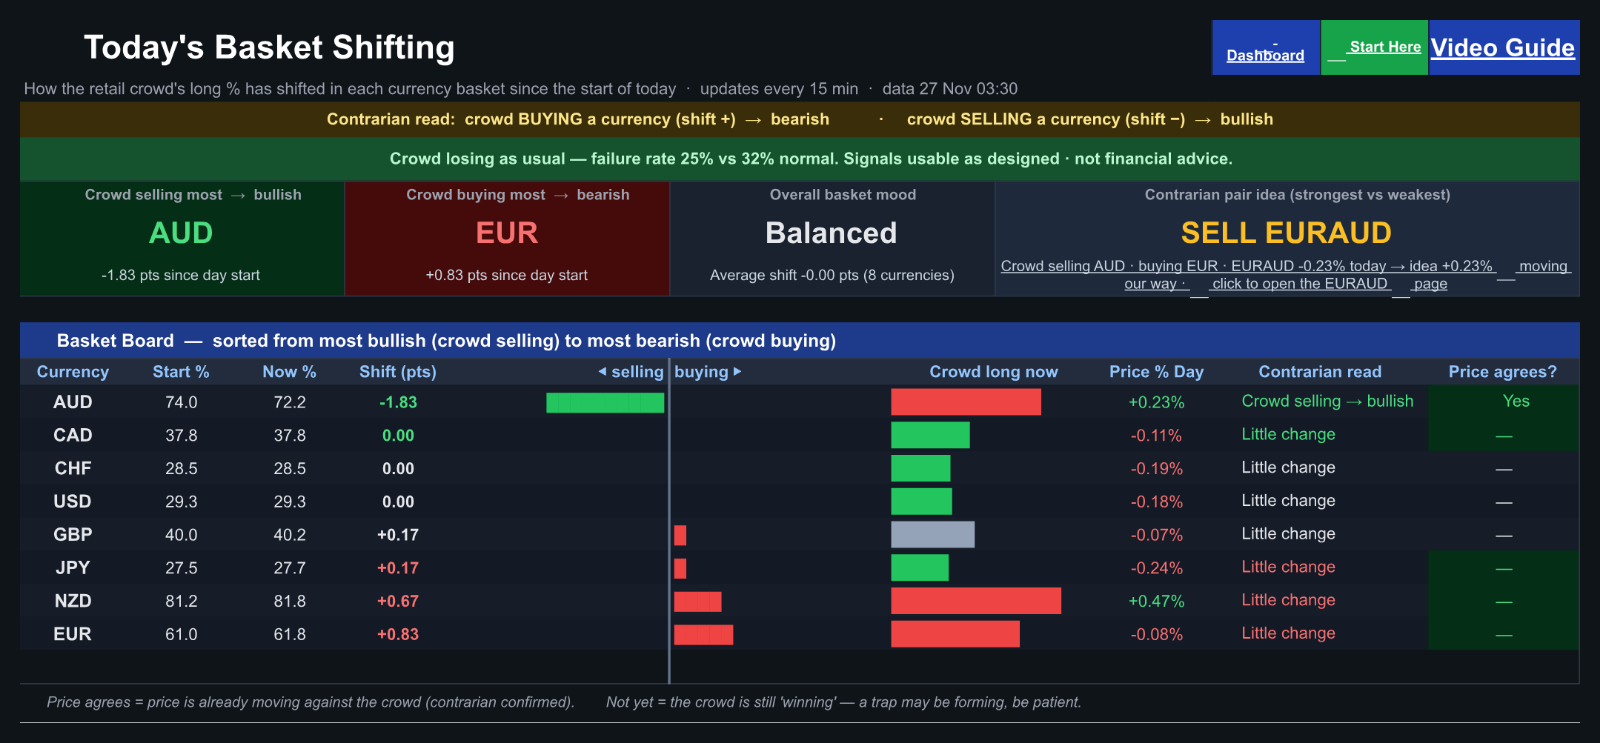 Today's Basket Shifting
Dashboard
Start Here
Video Guide
How the retail crowd's long % has shifted in each currency basket since the start of today · updates every 15 min · data 27 Nov 03:30
Contrarian read: crowd BUYING a currency (shift +) → bearish · crowd SELLING a currency (shift −) → bullish
Crowd losing as usual — failure rate 25% vs 32% normal. Signals usable as designed · not financial advice.
Crowd selling most → bullish
AUD
-1.83 pts since day start
Crowd buying most → bearish
EUR
+0.83 pts since day start
Overall basket mood
Balanced
Average shift -0.00 pts (8 currencies)
Contrarian pair idea (strongest vs weakest)
SELL EURAUD
Crowd selling AUD · buying EUR · EURAUD -0.23% today → idea +0.23% moving
our way · click to open the EURAUD page
Basket Board — sorted from most bullish (crowd selling) to most bearish (crowd buying)
Currency Start % Now % Shift (pts) ◂ selling buying ▸ Crowd long now Price % Day Contrarian read Price agrees?
AUD 74.0 72.2 -1.83 +0.23% Crowd selling → bullish Yes
CAD 37.8 37.8 0.00 -0.11% Little change —
CHF 28.5 28.5 0.00 -0.19% Little change —
USD 29.3 29.3 0.00 -0.18% Little change —
GBP 40.0 40.2 +0.17 -0.07% Little change —
JPY 27.5 27.7 +0.17 -0.24% Little change —
NZD 81.2 81.8 +0.67 +0.47% Little change —
EUR 61.0 61.8 +0.83 -0.08% Little change —
Price agrees = price is already moving against the crowd (contrarian confirmed). Not yet = the crowd is still 'winning' — a trap may be forming, be patient.